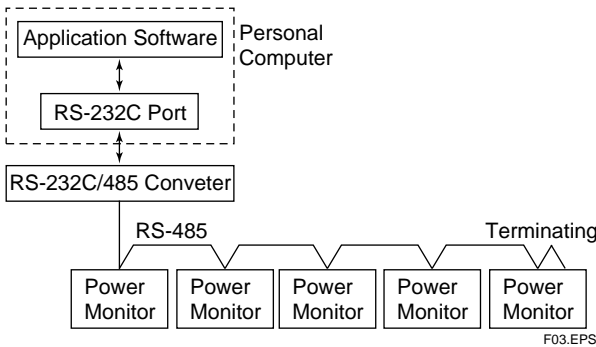 Application Software
Personal
Computer
RS-232C Port
RS-232C/485 Conveter
RS-485
Terminating
Power
Monitor
Power
Monitor
Power
Monitor
Power
Monitor
Power
Monitor
F03.EPS